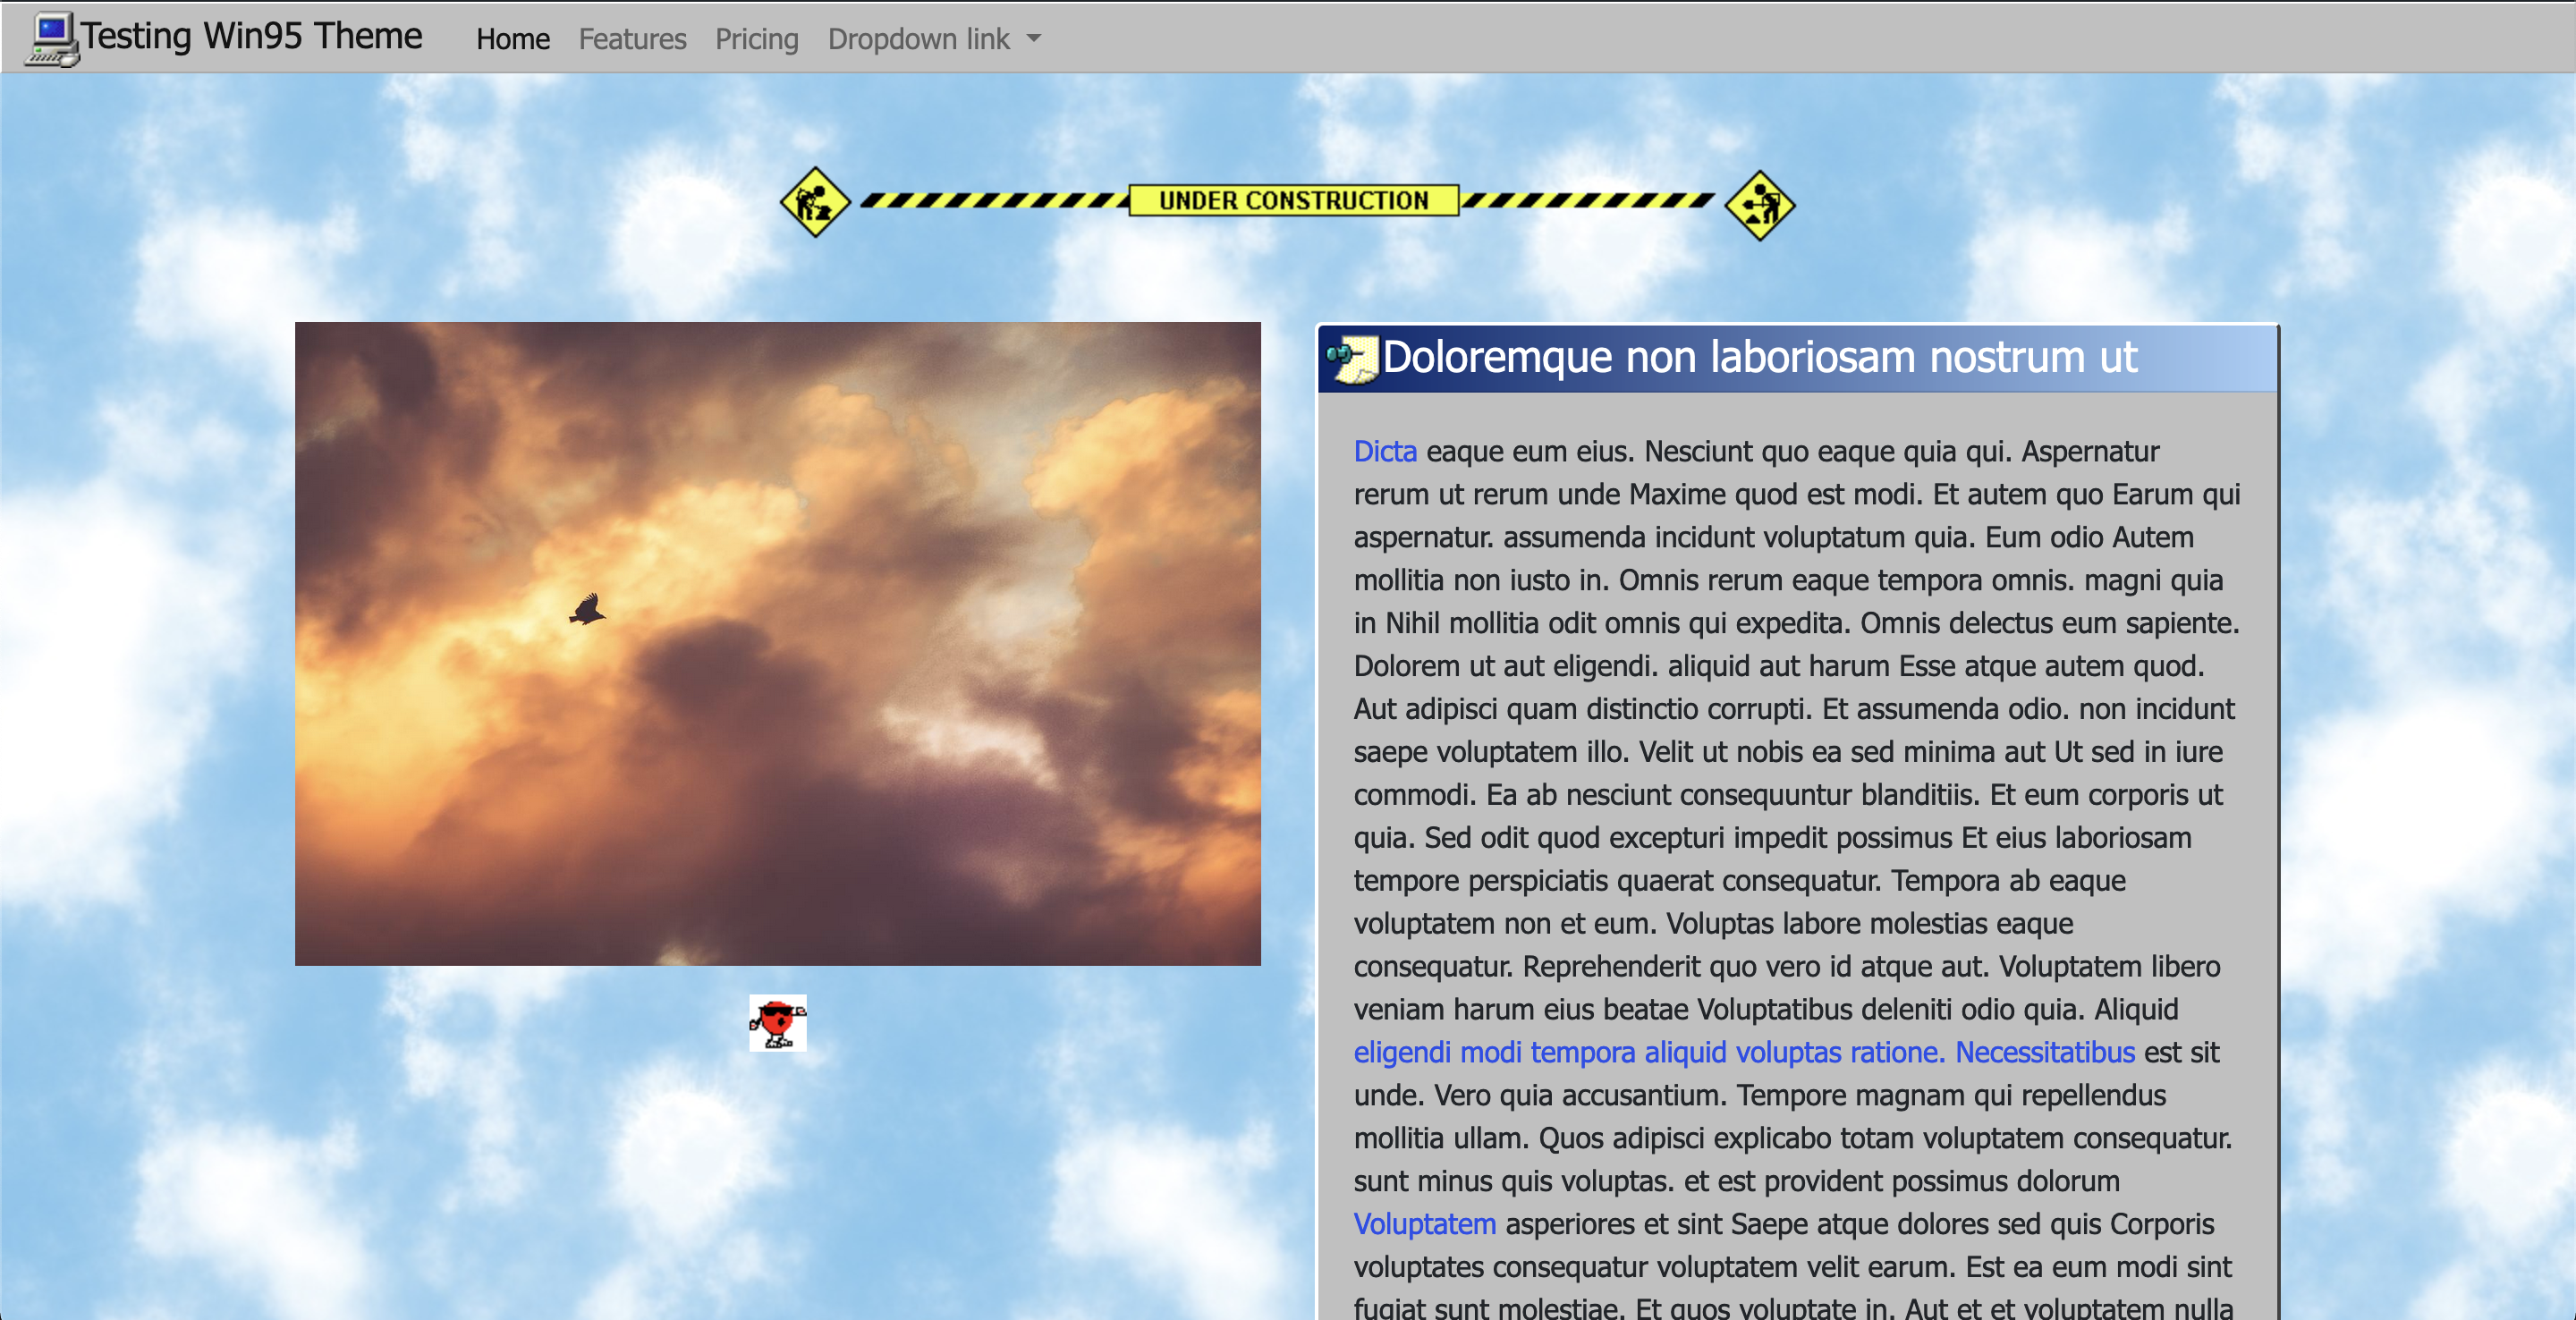 Testing Win95 Theme Home Features Pricing Dropdown link
UNDER CONSTRUCTION
Doloremque non laboriosam nostrum ut
Dicta eaque eum eius. Nesciunt quo eaque quia qui. Aspernatur
rerum ut rerum unde Maxime quod est modi. Et autem quo Earum qui
aspernatur. assumenda incidunt voluptatum quia. Eum odio Autem
mollitia non iusto in. Omnis rerum eaque tempora omnis. magni quia
in Nihil mollitia odit omnis qui expedita. Omnis delectus eum sapiente.
Dolorem ut aut eligendi. aliquid aut harum Esse atque autem quod.
Aut adipisci quam distinctio corrupti. Et assumenda odio. non incidunt
saepe voluptatem illo. Velit ut nobis ea sed minima aut Ut sed in iure
commodi. Ea ab nesciunt consequuntur blanditiis. Et eum corporis ut
quia. Sed odit quod excepturi impedit possimus Et eius laboriosam
tempore perspiciatis quaerat consequatur. Tempora ab eaque
voluptatem non et eum. Voluptas labore molestias eaque
consequatur. Reprehenderit quo vero id atque aut. Voluptatem libero
veniam harum eius beatae Voluptatibus deleniti odio quia. Aliquid
eligendi modi tempora aliquid voluptas ratione. Necessitatibus est sit
unde. Vero quia accusantium. Tempore magnam qui repellendus
mollitia ullam. Quos adipisci explicabo totam voluptatem consequatur.
sunt minus quis voluptas. et est provident possimus dolorum
Voluptatem asperiores et sint Saepe atque dolores sed quis Corporis
voluptates consequatur voluptatem velit earum. Est ea eum modi sint
fugiat sunt molestiae. Et quos voluptate in. Aut et et voluptatem nulla